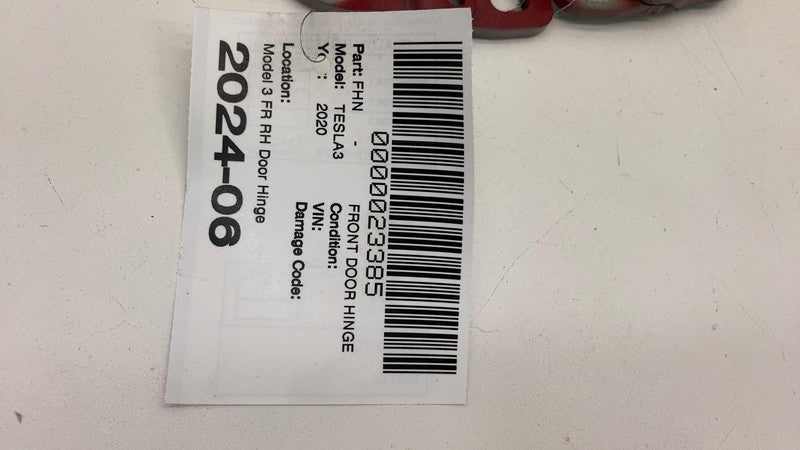 0000023385
Part: FHN - FRONT DOOR HINGE
Model: TESLA3 Condition:
2020 VIN:
Damage Code:
Location:
Model 3 FR RH Door Hinge
2024-06